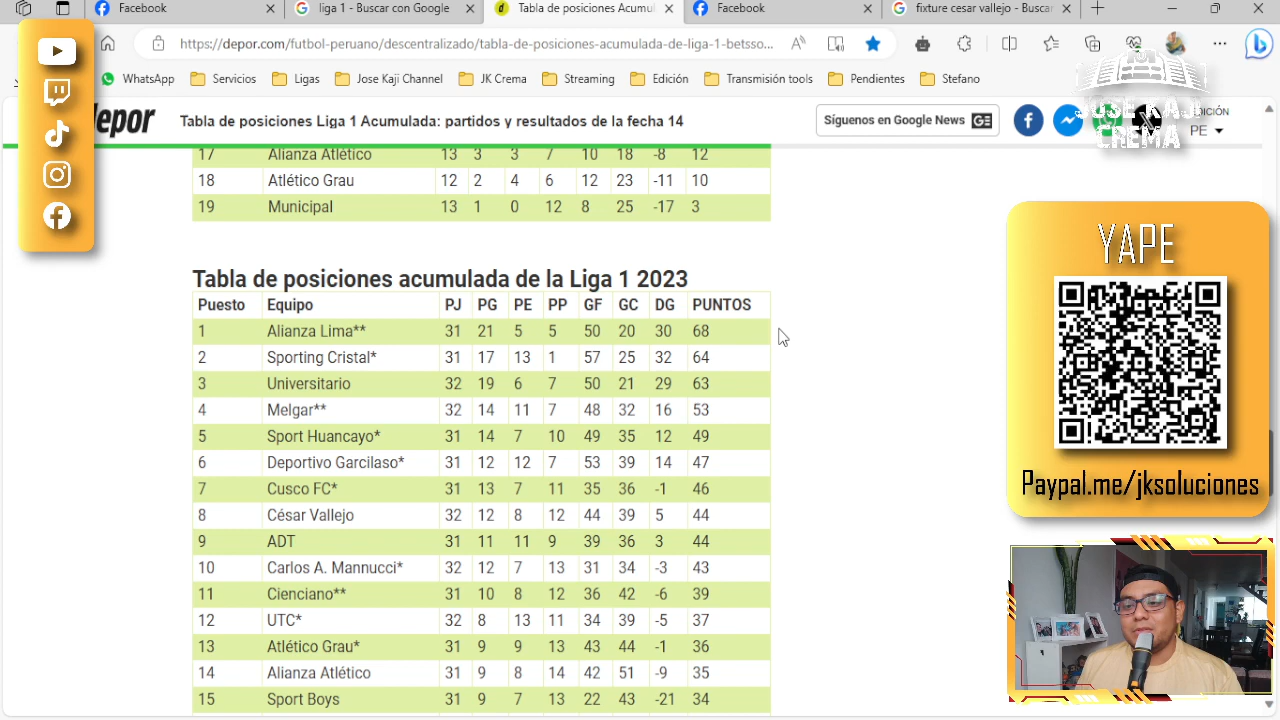 Facebook
liga 1 - Buscar con Google
Tabla de posiciones Acumul
Facebook
fixture cesar vallejo - Buscar
https://depor.com/futbol-peruano/descentralizado/tabla-de-posiciones-acumulada-de-liga-1-betsso...
WhatsApp
Servicios
Ligas
Jose Kaji Channell
JK Crema
Streaming
Edición
Transmisión tools
Pendientes
Stefano
depor
Tabla de posiciones Liga 1 Acumulada: partidos y resultados de la fecha 14
Síguenos en Google News
EDICIÓN
PE
JOSE KAJI
CREMA
17 Alianza Atlético 13 3 3 7 10 18 -8 12
18 Atlético Grau 12 2 4 6 12 23 -11 10
19 Municipal 13 1 0 12 8 25 -17 3
Tabla de posiciones acumulada de la Liga 1 2023
Puesto Equipo PJ PG PE PP GF GC DG PUNTOS
1 Alianza Lima** 31 21 5 5 50 20 30 68
2 Sporting Cristal* 31 17 13 1 57 25 32 64
3 Universitario 32 19 6 7 50 21 29 63
4 Melgar** 32 14 11 7 48 32 16 53
5 Sport Huancayo* 31 14 7 10 49 35 12 49
6 Deportivo Garcilaso* 31 12 12 7 53 39 14 47
7 Cusco FC* 31 13 7 11 35 36 -1 46
8 César Vallejo 32 12 8 12 44 39 5 44
9 ADT 31 11 11 9 39 36 3 44
10 Carlos A. Mannucci* 32 12 7 13 31 34 -3 43
11 Cienciano** 31 10 8 12 36 42 -6 39
12 UTC* 32 8 13 11 34 39 -5 37
13 Atlético Grau* 31 9 9 13 43 44 -1 36
14 Alianza Atlético 31 9 8 14 42 51 -9 35
15 Sport Boys 31 9 7 13 22 43 -21 34
YAPE
Paypal.me/jksoluciones